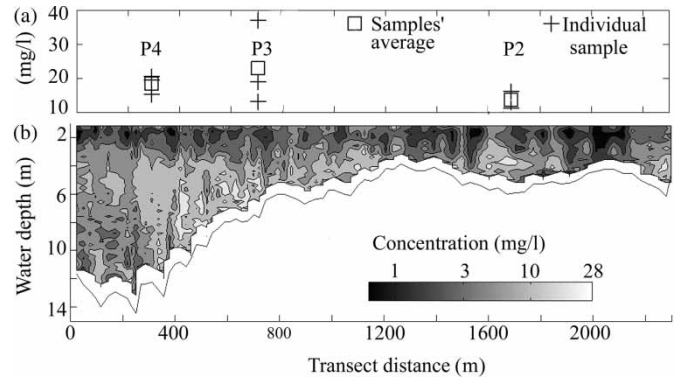 (a)
(mg/l)
40
30
20
10
P4
P3
P2
Samples'
average
Individual
sample
(b)
Water depth (m)
2
6
10
14
Concentration (mg/l)
1 3 10 28
0 400 800 1200 1600 2000
Transect distance (m)